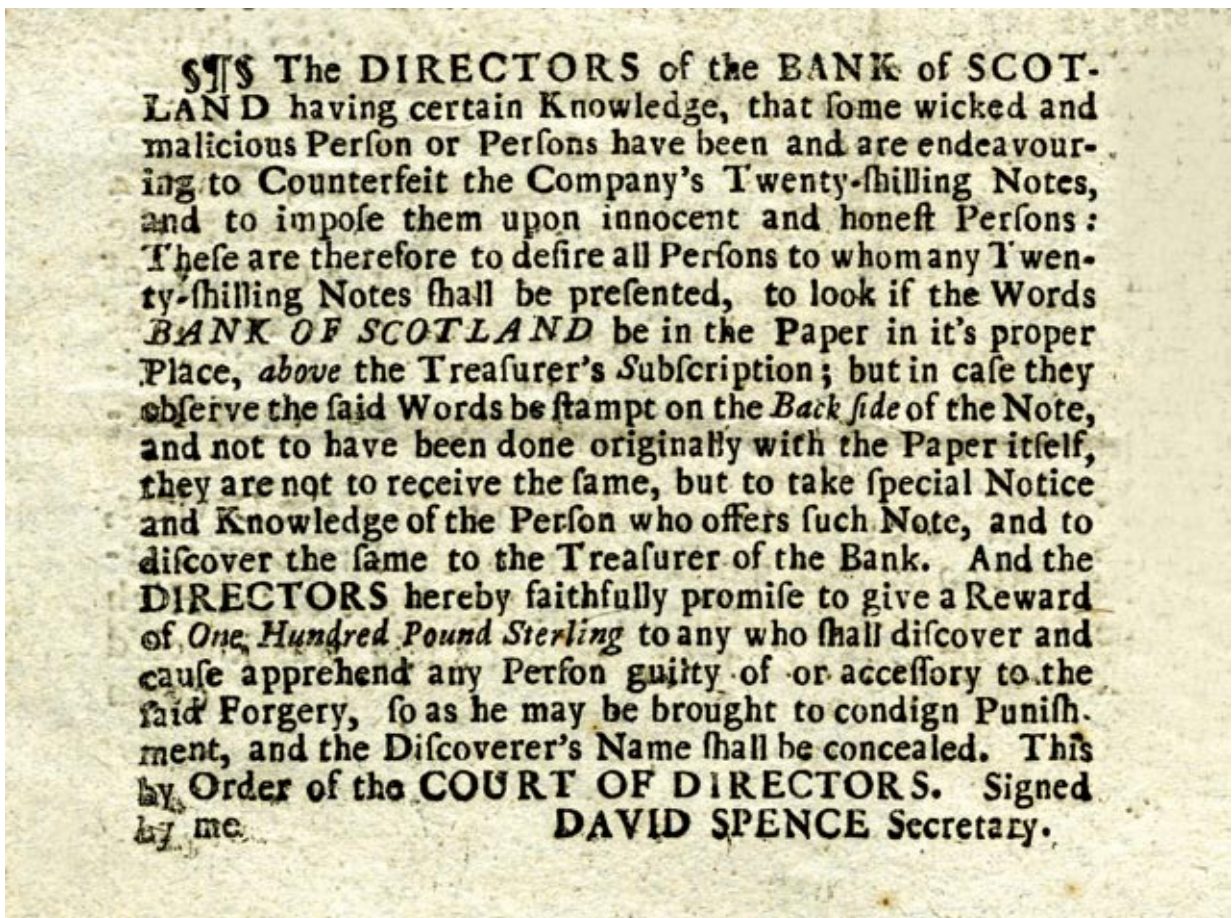 §¶§ The DIRECTORS of the BANK of SCOT-
LAND having certain Knowledge, that ſome wicked and
malicious Perſon or Perſons have been and are endeavour-
ing to Counterfeit the Company's Twenty-ſhilling Notes,
and to impoſe them upon innocent and honeſt Perſons:
Theſe are therefore to deſire all Perſons to whom any Twen-
ty-ſhilling Notes ſhall be preſented, to look if the Words
BANK OF SCOTLAND be in the Paper in it's proper
Place, above the Treaſurer's Subſcription; but in caſe they
obſerve the ſaid Words be ſtampt on the Back ſide of the Note,
and not to have been done originally with the Paper itſelf,
they are not to receive the ſame, but to take ſpecial Notice
and Knowledge of the Perſon who offers ſuch Note, and to
diſcover the ſame to the Treaſurer of the Bank. And the
DIRECTORS hereby faithfully promiſe to give a Reward
of One Hundred Pound Sterling to any who ſhall diſcover and
cauſe apprehend any Perſon guilty of or acceſſory to the
ſaid Forgery, ſo as he may be brought to condign Puniſh-
ment, and the Diſcoverer's Name ſhall be concealed. This
by Order of the COURT OF DIRECTORS. Signed
by me DAVID SPENCE Secretary.